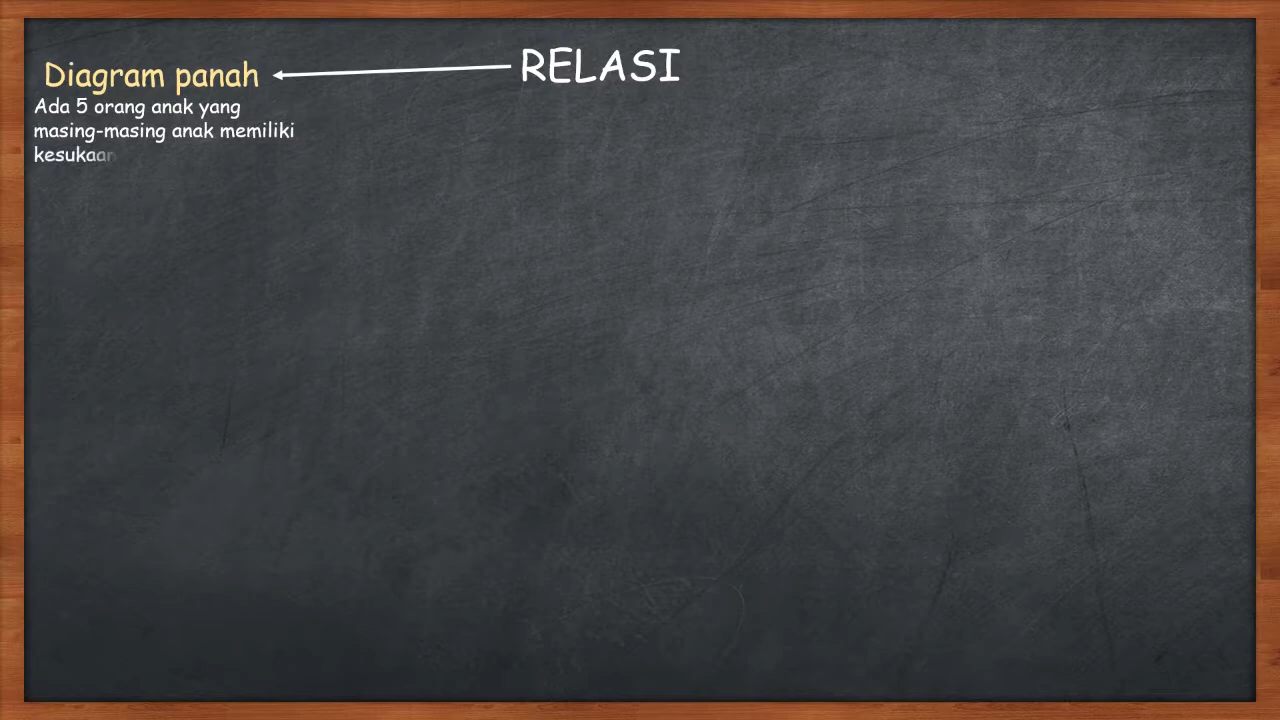 RELASI
Diagram panah
Ada 5 orang anak yang
masing-masing anak memiliki
kesukaan